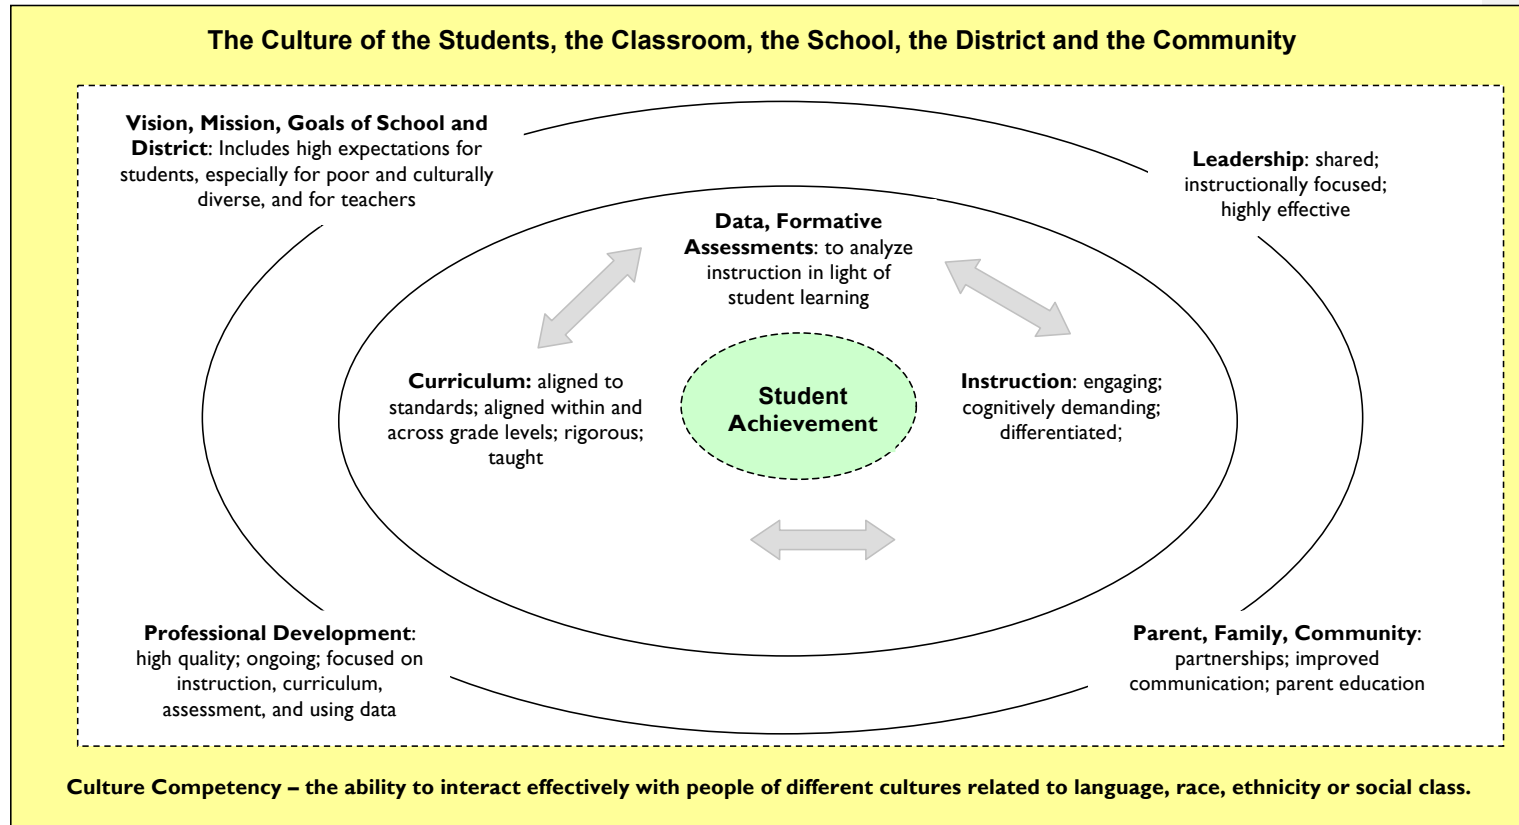 The Culture of the Students, the Classroom, the School, the District and the Community
Vision, Mission, Goals of School and
District: Includes high expectations for
students, especially for poor and culturally
diverse, and for teachers
Leadership: shared;
instructionally focused;
highly effective
Data, Formative
Assessments: to analyze
instruction in light of
student learning
Curriculum: aligned to
standards; aligned within and
across grade levels; rigorous;
taught
Student
Achievement
Instruction: engaging;
cognitively demanding;
differentiated;
Professional Development:
high quality; ongoing; focused on
instruction, curriculum,
assessment, and using data
Parent, Family, Community:
partnerships; improved
communication; parent education
Culture Competency – the ability to interact effectively with people of different cultures related to language, race, ethnicity or social class.